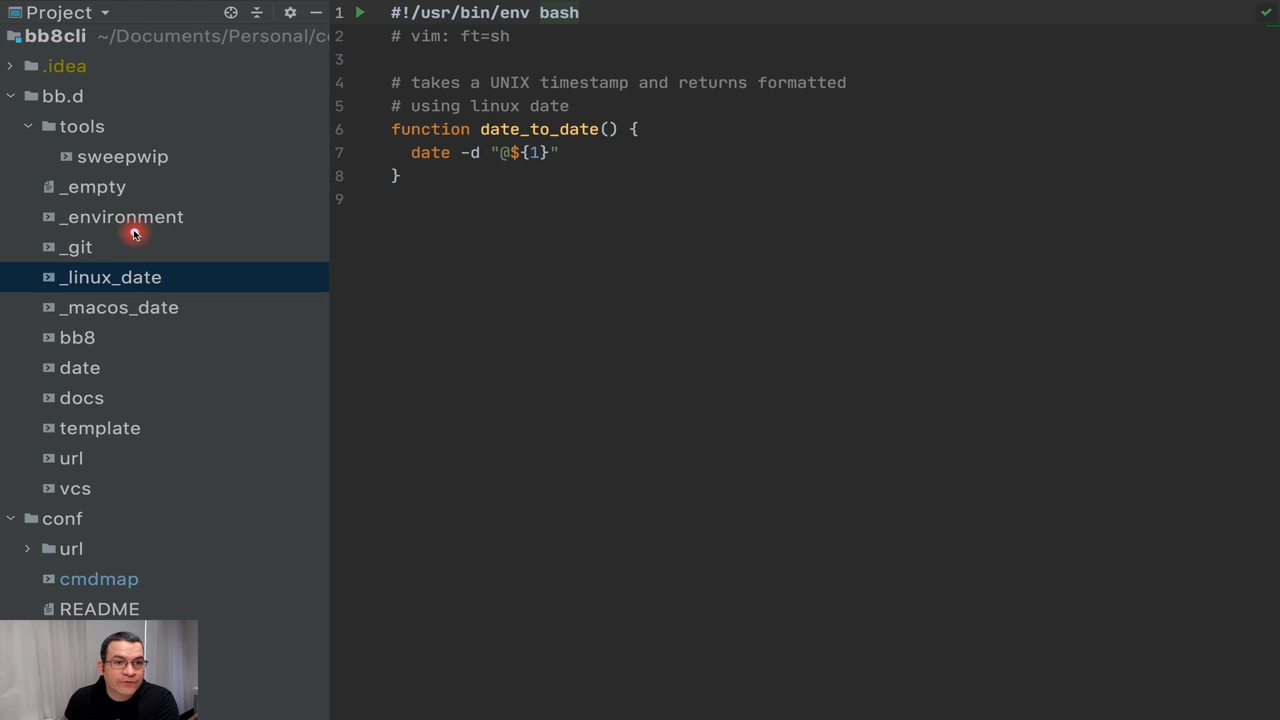 Project
bb8cli ~/Documents/Personal/
.idea
bb.d
tools
sweepwip
_empty
_environment
_git
_linux_date
_macos_date
bb8
date
docs
template
url
vcs
conf
url
cmdmap
README
1 #!/usr/bin/env bash
2 # vim: ft=sh
3
4 # takes a UNIX timestamp and returns formatted
5 # using linux date
6 function date_to_date() {
7 date -d "@${1}"
8 }
9